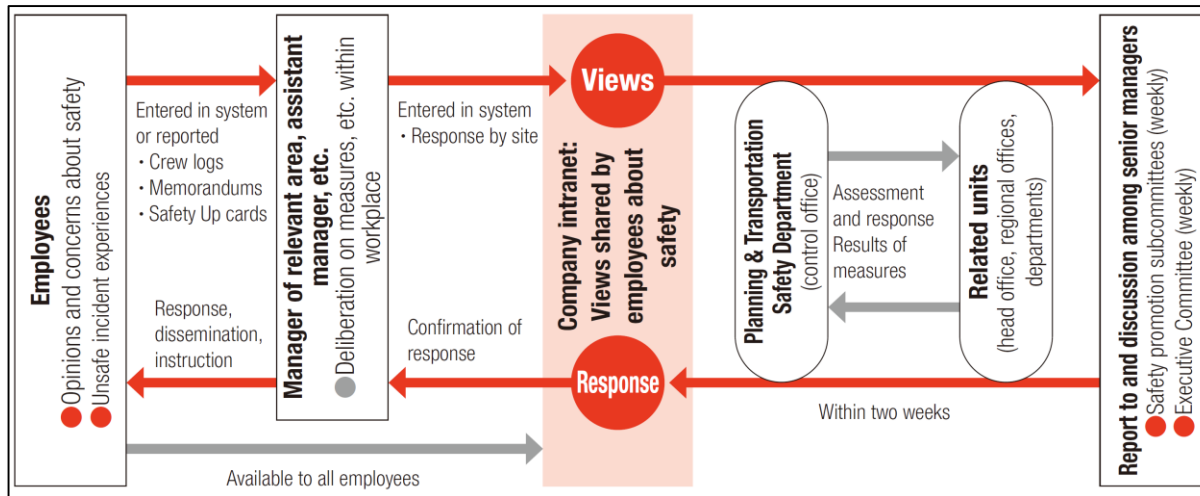 Employees
Opinions and concerns about safety
Unsafe incident experiences
Entered in system
or reported
・Crew logs
・Memorandums
・Safety Up cards
Response,
dissemination,
instruction
Manager of relevant area, assistant
manager, etc.
Deliberation on measures, etc. within
workplace
Entered in system
・Response by site
Confirmation of
response
Views
Company intranet:
Views shared by
employees about
safety
Response
Planning & Transportation
Safety Department
(control office)
Assessment
and response
Results of
measures
Related units
(head office, regional offices,
departments)
Within two weeks
Report to and discussion among senior managers
Safety promotion subcommittees (weekly)
Executive Committee (weekly)
Available to all employees